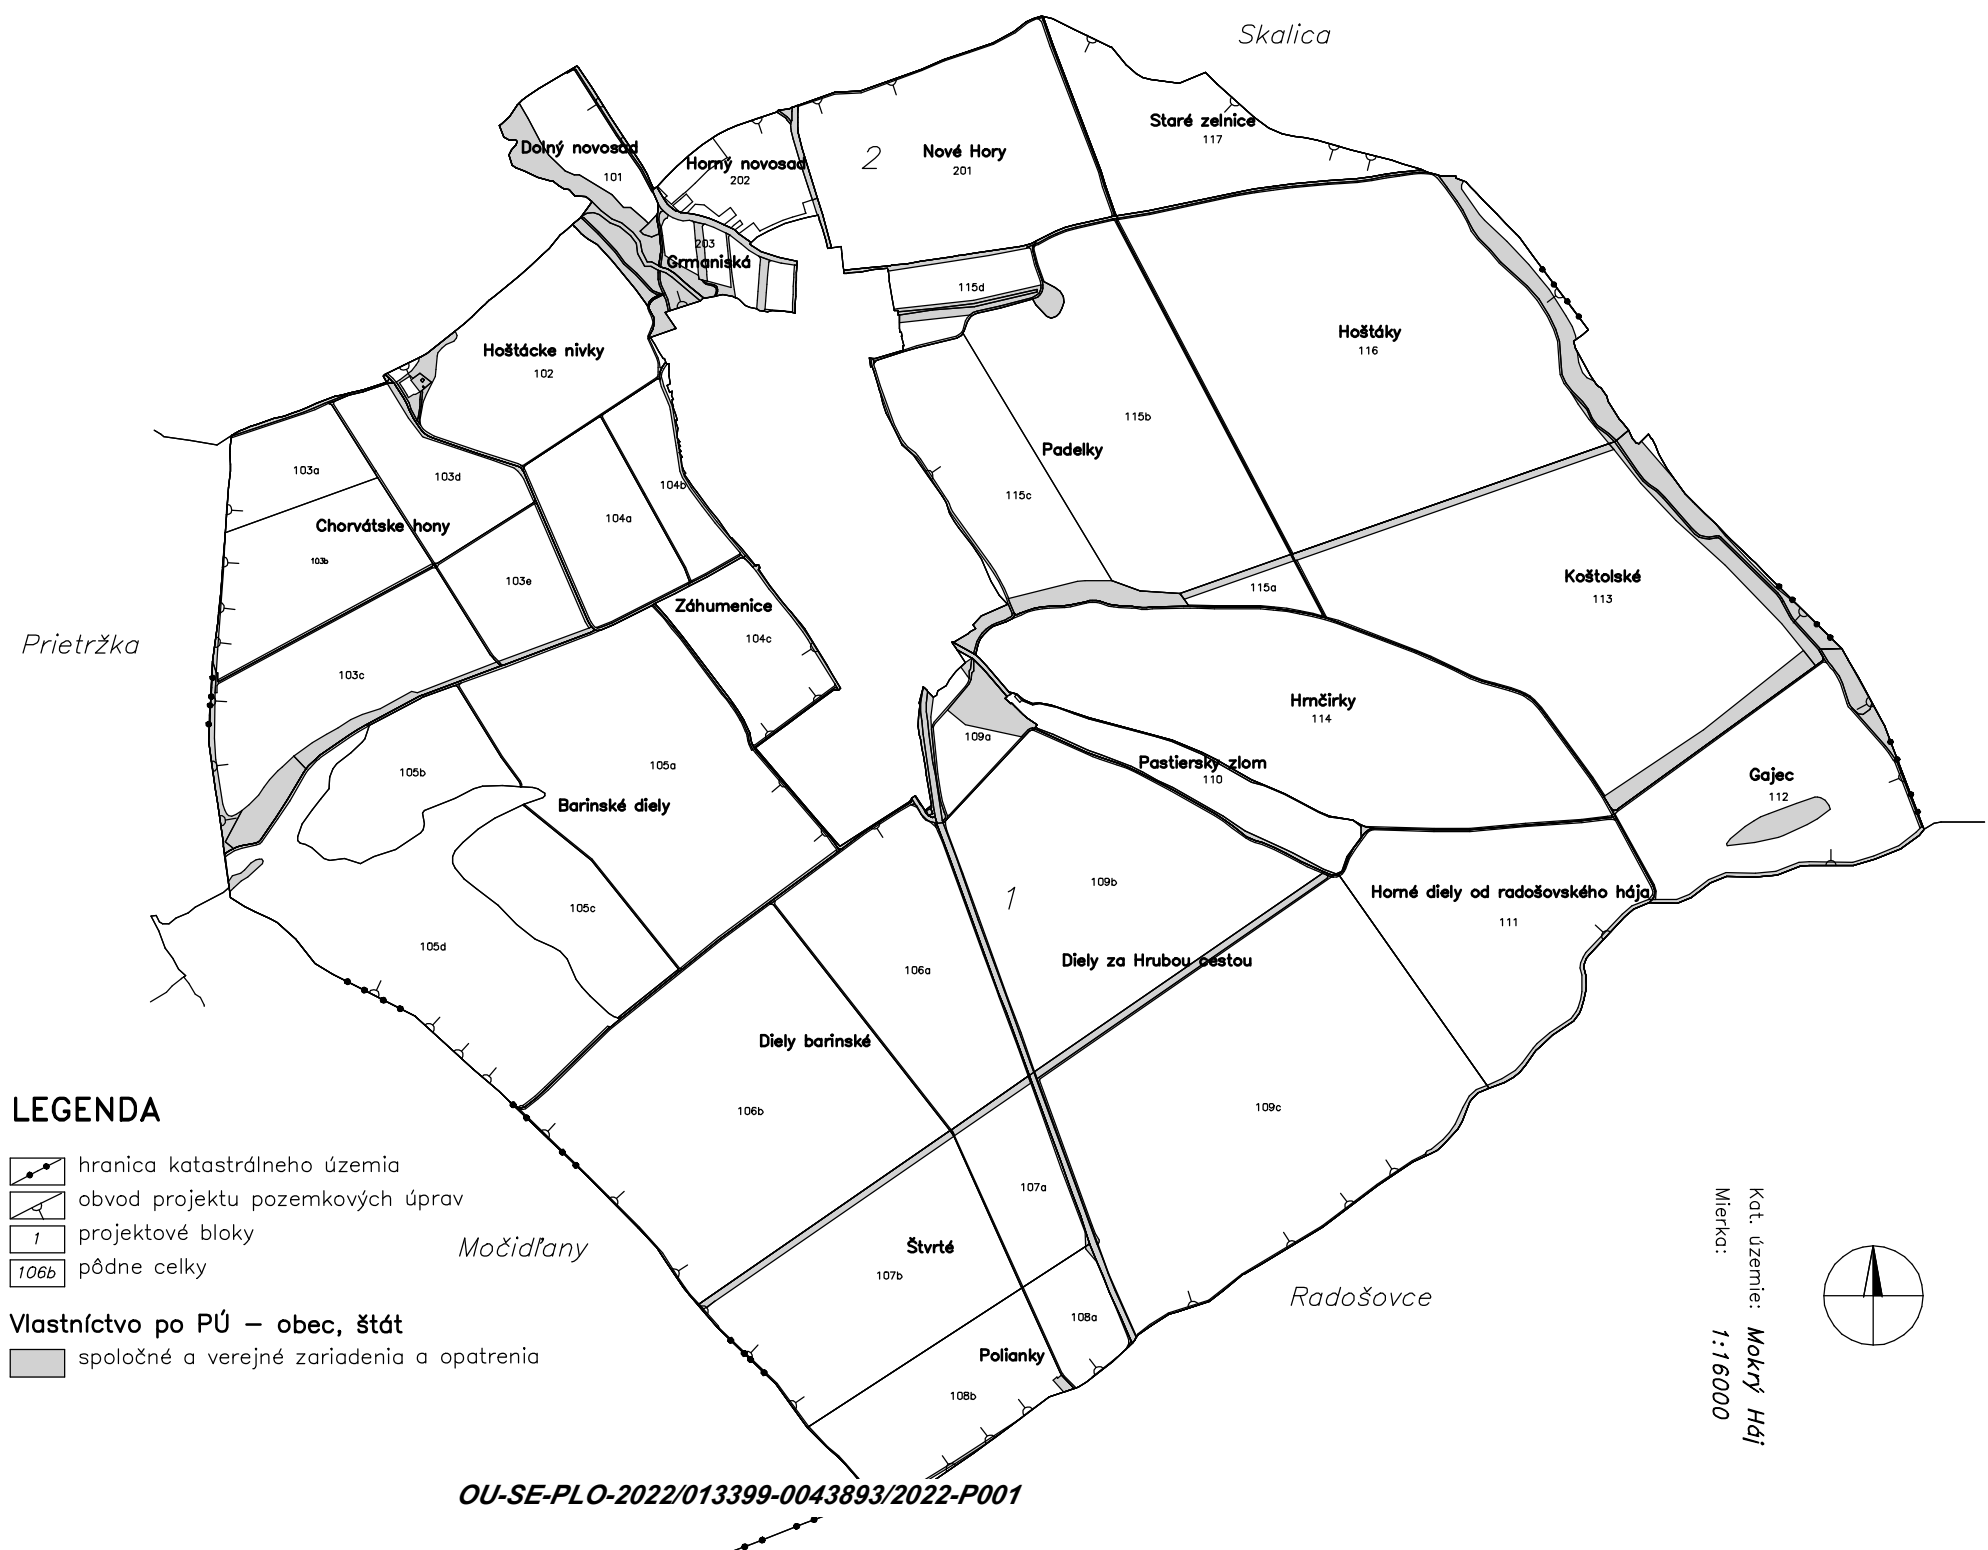 Skalica
Staré zelnice
117
Dolný novosad
101
Horný novosad
202
2
Nové Hory
201
203
Grmaniská
115d
Hoštáky
116
Hoštácke nivky
102
115b
Padelky
103a
103d
104b
115c
104a
Chorvátske hony
103b
103e
115a
Koštolské
113
Záhumenice
104c
Prietržka
103c
Hrnčirky
114
109a
Pastiersky zlom
110
105b
105a
Barinské diely
Gajec
112
109b
1
Horné diely od radošovského hája
111
105c
105d
106a
Diely za Hrubou cestou
Diely barinské
106b
109c
LEGENDA
hranica katastrálneho územia
obvod projektu pozemkových úprav
1 projektové bloky
106b pôdne celky
Vlastníctvo po PÚ – obec, štát
spoločné a verejné zariadenia a opatrenia
107a
Močidľany
Štvrté
107b
Radošovce
108a
Polianky
108b
Kat. územie: Mokrý Háj
Mierka: 1:16000
OU-SE-PLO-2022/013399-0043893/2022-P001